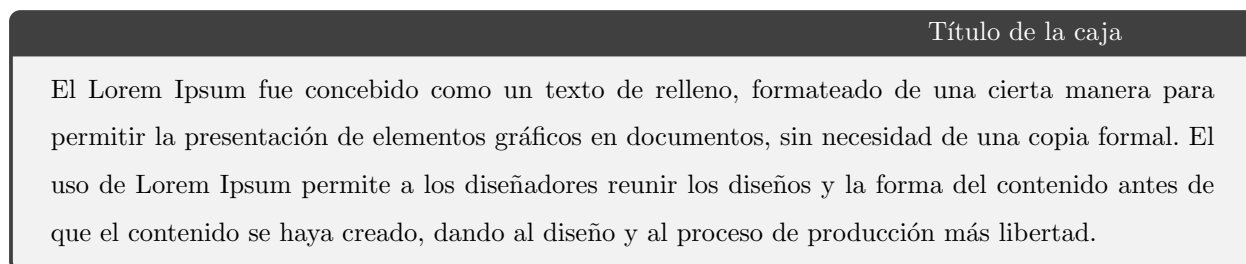 Título de la caja
El Lorem Ipsum fue concebido como un texto de relleno, formateado de una cierta manera para
permitir la presentación de elementos gráficos en documentos, sin necesidad de una copia formal. El
uso de Lorem Ipsum permite a los diseñadores reunir los diseños y la forma del contenido antes de
que el contenido se haya creado, dando al diseño y al proceso de producción más libertad.